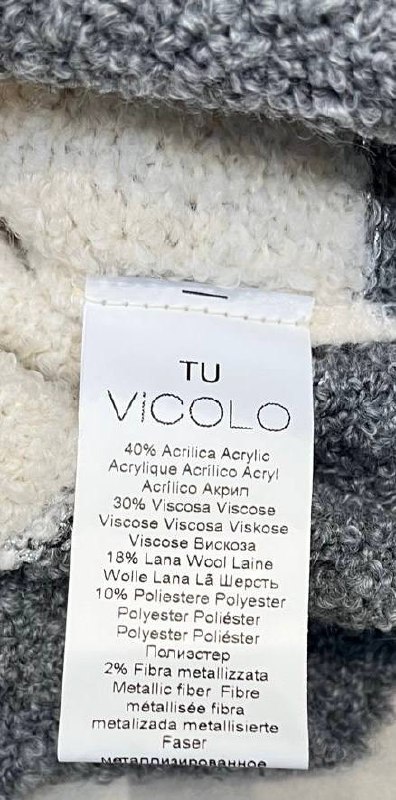 TU
ViCOLO
40% Acrilica Acrylic
Acrylique Acrílico Acryl
Acrílico Акрил
30% Viscosa Viscose
Viscose Viscosa Viskose
Viscose Вискоза
18% Lana Wool Laine
Wolle Lana Lã Шерсть
10% Poliestere Polyester
Polyester Poliéster
Polyester Poliéster
Полиэстер
2% Fibra metallizzata
Metallic fiber Fibre
métallisée fibra
metalizada metallisierte
Faser
металлизированное